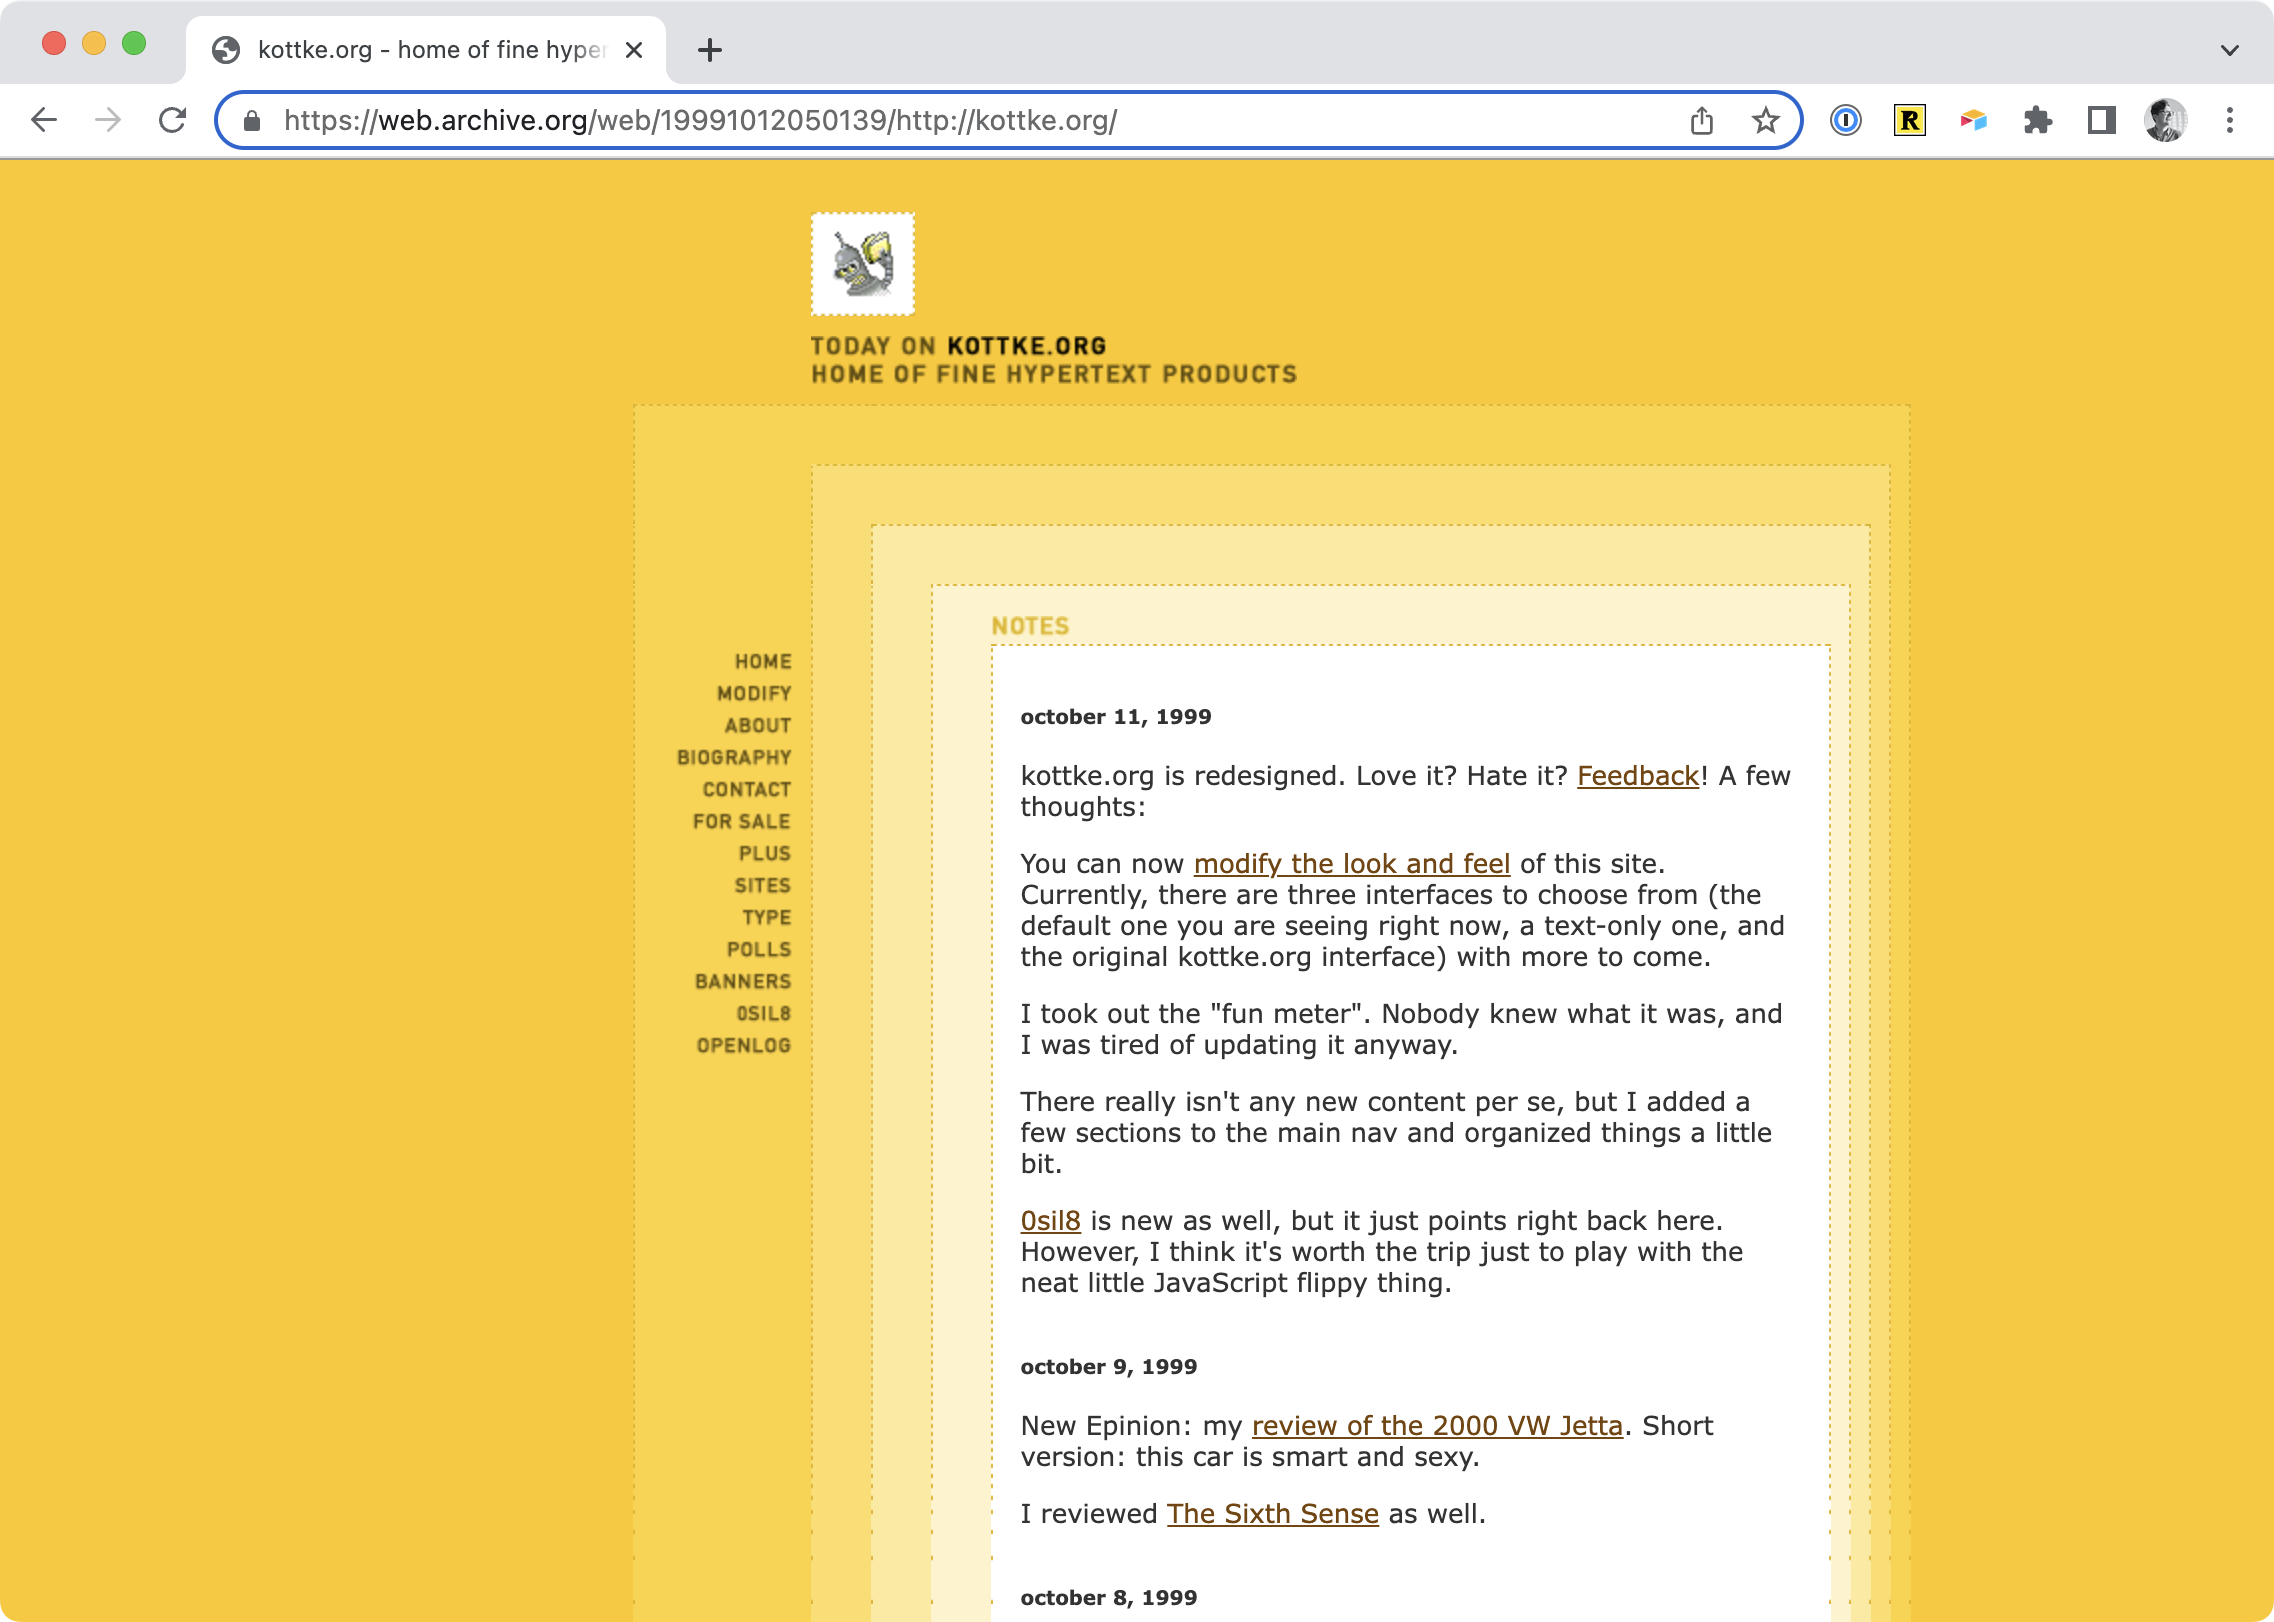 kottke.org - home of fine hyper
https://web.archive.org/web/19991012050139/http://kottke.org/
R
TODAY ON KOTTKE.ORG
HOME OF FINE HYPERTEXT PRODUCTS
HOME
MODIFY
ABOUT
BIOGRAPHY
CONTACT
FOR SALE
PLUS
SITES
TYPE
POLLS
BANNERS
0SIL8
OPENLOG
NOTES
october 11, 1999
kottke.org is redesigned. Love it? Hate it? Feedback! A few
thoughts:
You can now modify the look and feel of this site.
Currently, there are three interfaces to choose from (the
default one you are seeing right now, a text-only one, and
the original kottke.org interface) with more to come.
I took out the "fun meter". Nobody knew what it was, and
I was tired of updating it anyway.
There really isn't any new content per se, but I added a
few sections to the main nav and organized things a little
bit.
0sil8 is new as well, but it just points right back here.
However, I think it's worth the trip just to play with the
neat little JavaScript flippy thing.
october 9, 1999
New Epinion: my review of the 2000 VW Jetta. Short
version: this car is smart and sexy.
I reviewed The Sixth Sense as well.
october 8, 1999